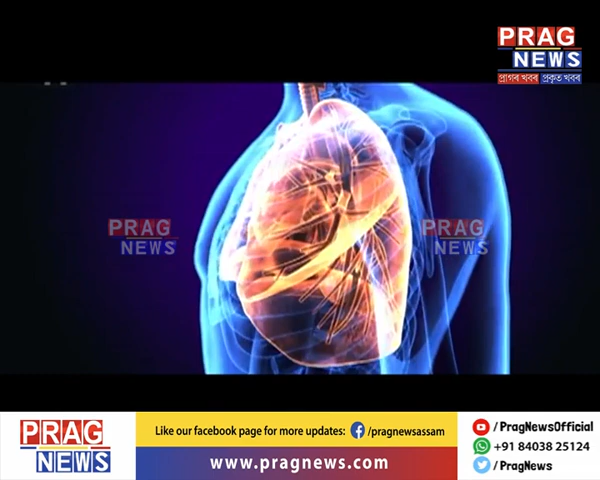 PRAG
NEWS
প্ৰাগৰ খবৰ প্ৰকৃত খবৰ
PRAG
NEWS
PRAG
NEWS
PRAG
NEWS
Like our facebook page for more updates: /pragnewsassam
www.pragnews.com
/PragNewsOfficial
+91 84038 25124
/PragNews